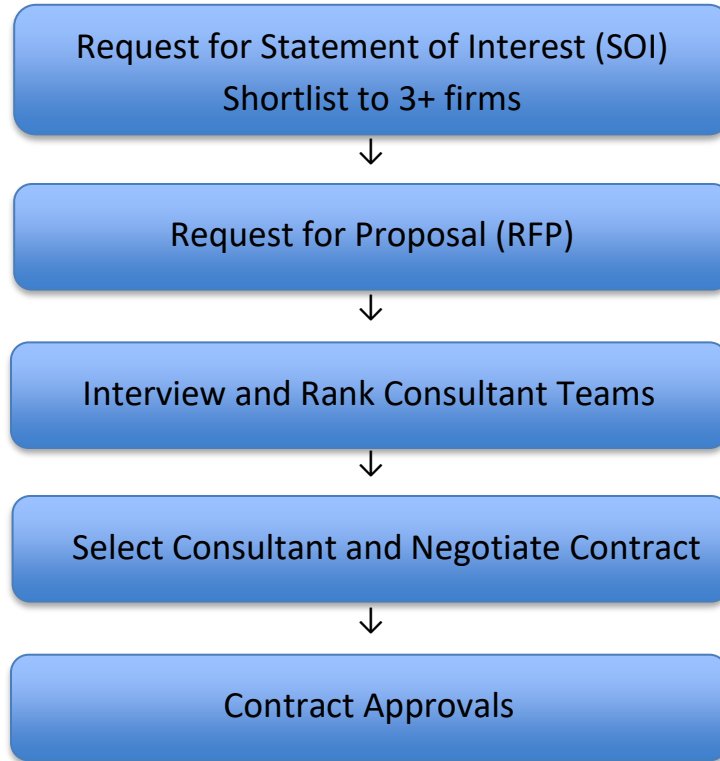 Request for Statement of Interest (SOI)
Shortlist to 3+ firms
↓
Request for Proposal (RFP)
↓
Interview and Rank Consultant Teams
↓
Select Consultant and Negotiate Contract
↓
Contract Approvals